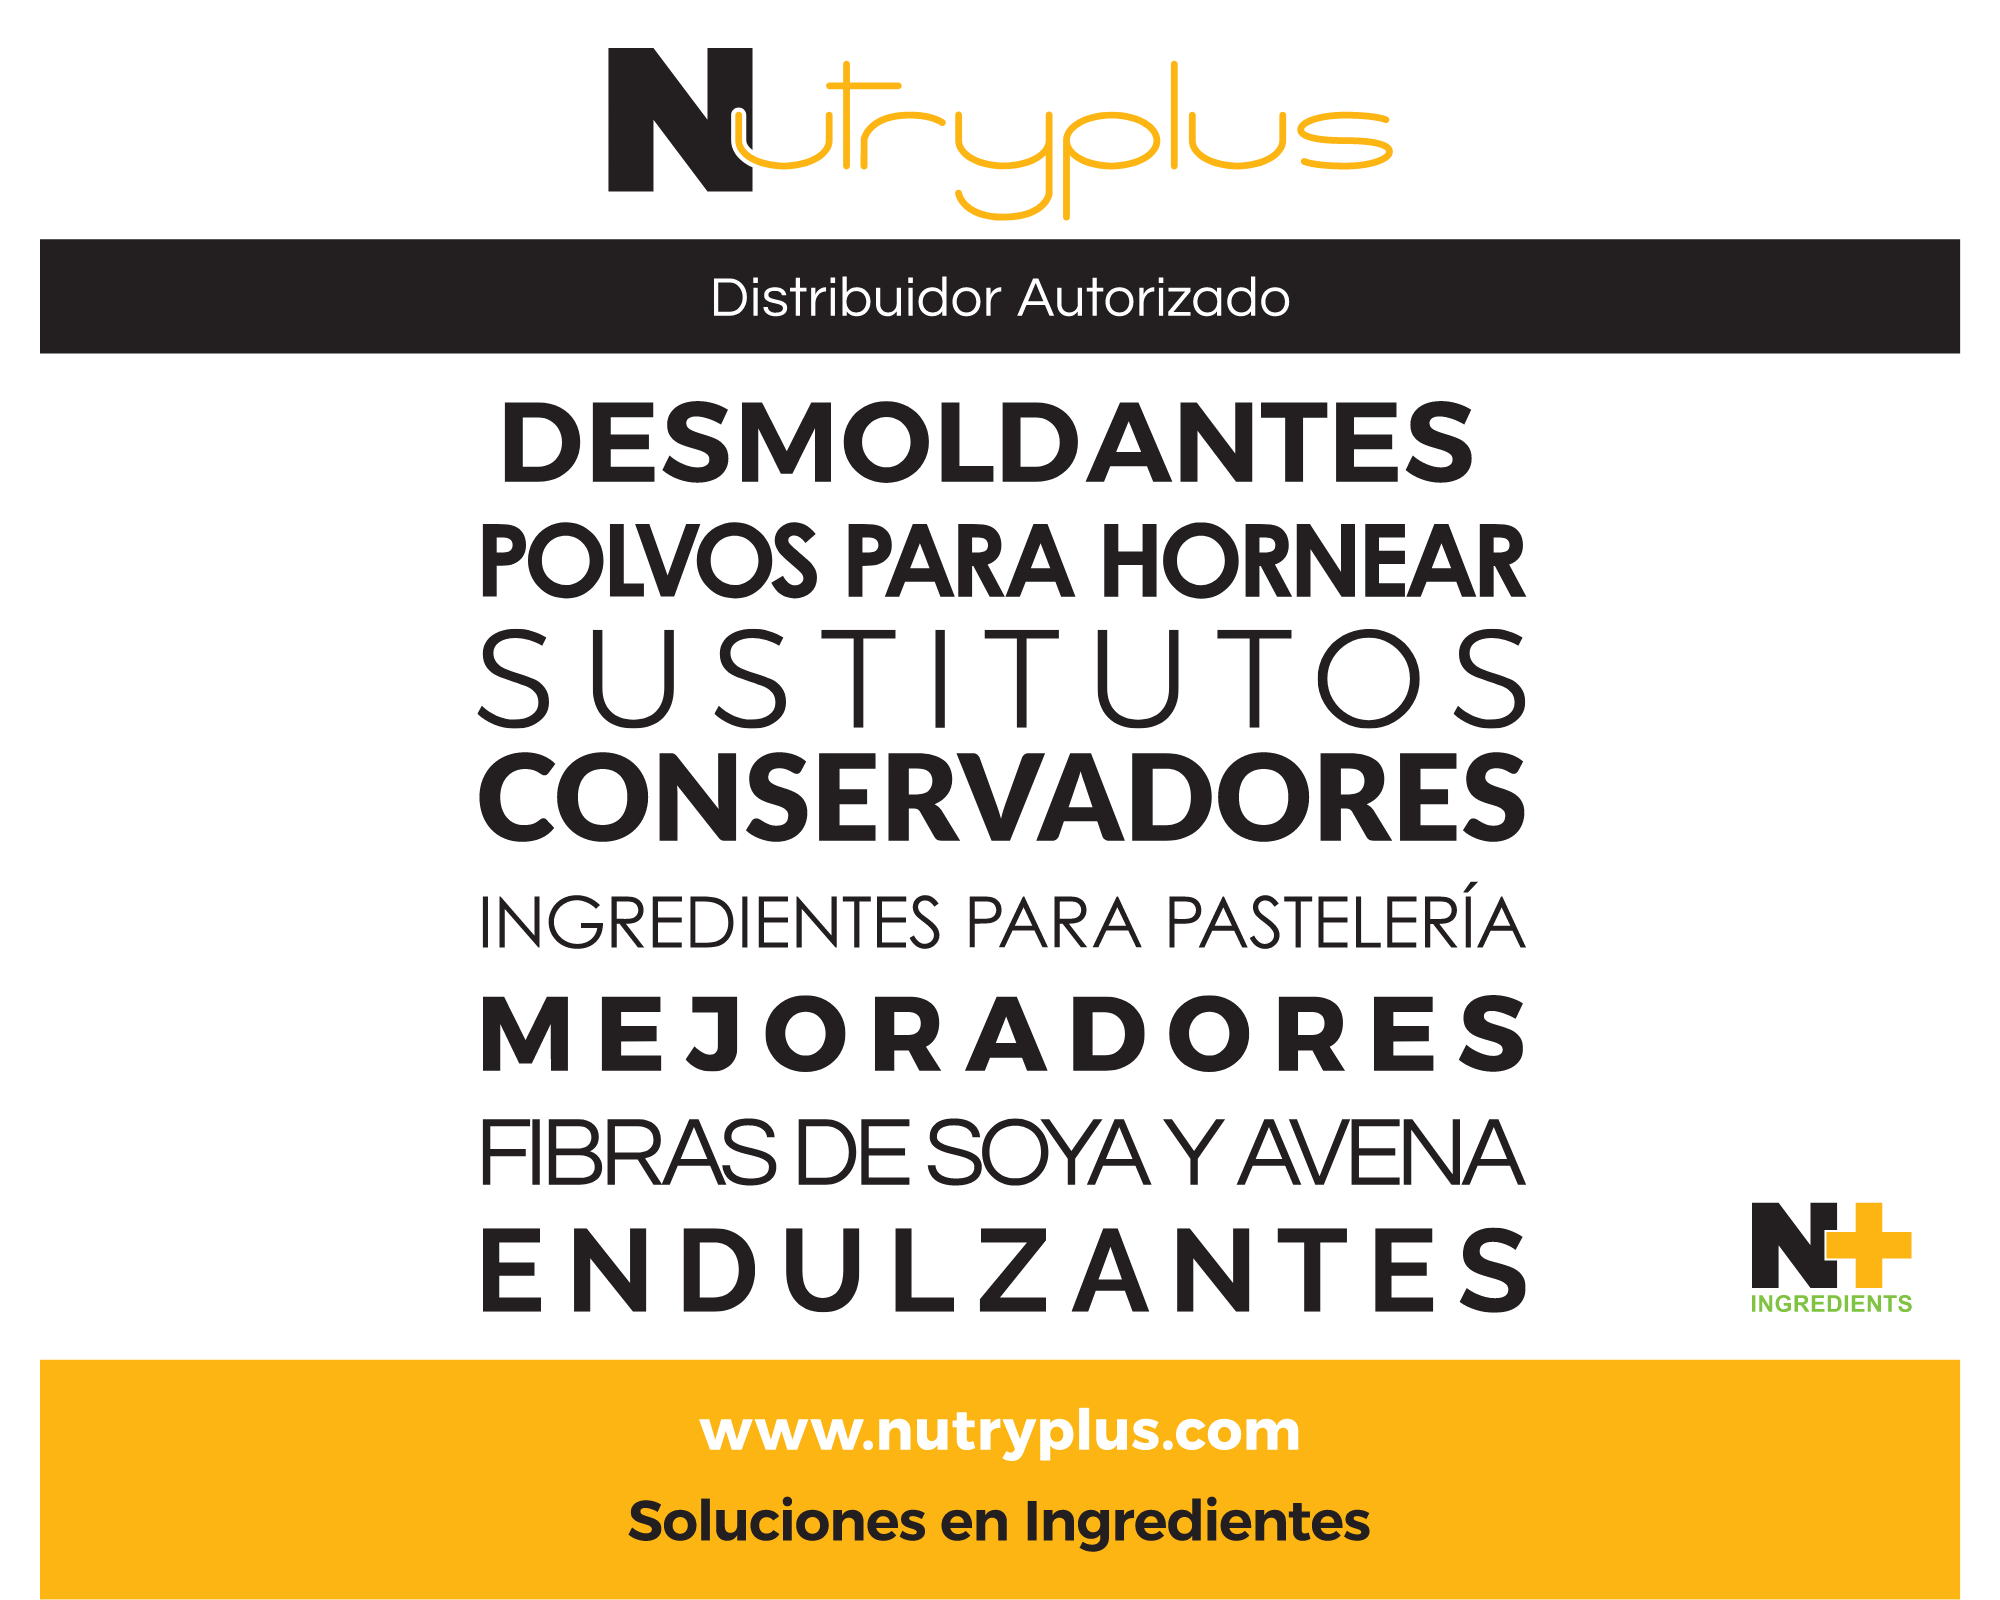 Nutryplus
Distribuidor Autorizado
DESMOLDANTES
POLVOS PARA HORNEAR
SUSTITUTOS
CONSERVADORES
INGREDIENTES PARA PASTELERÍA
MEJORADORES
FIBRAS DE SOYA Y AVENA
ENDULZANTES
N+
INGREDIENTS
www.nutryplus.com
Soluciones en Ingredientes